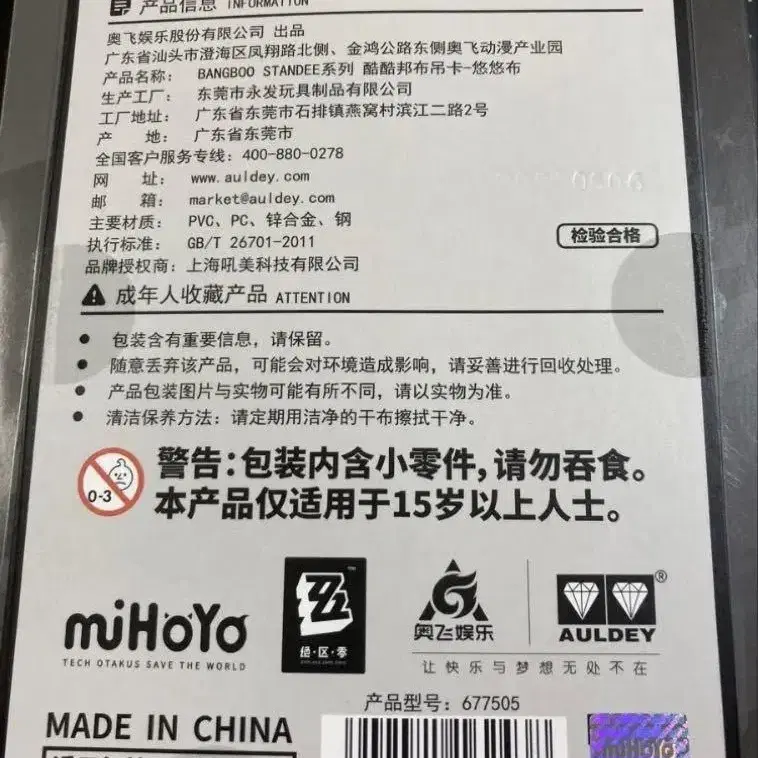 产品信息 INFORMATION
奥飞娱乐股份有限公司 出品
广东省汕头市澄海区凤翔路北侧、金鸿公路东侧奥飞动漫产业园
产品名称: BANGBOO STANDEE系列 酷酷邦布吊卡-悠悠布
生产工厂: 东莞市永发玩具制品有限公司
工厂地址: 广东省东莞市石排镇燕窝村滨江二路2号
产 地: 广东省东莞市
全国客户服务专线: 400-880-0278
网 址: www.auldey.com
邮 箱: market@auldey.com
主要材质: PVC、PC、锌合金、钢
执行标准: GB/T 26701-2011
检验合格
品牌授权商: 上海吼美科技有限公司
成年人收藏产品 ATTENTION
● 包装含有重要信息，请保留。
● 随意丢弃该产品，可能会对环境造成影响，请妥善进行回收处理。
● 产品包装图片与实物可能有所不同，请以实物为准。
● 清洁保养方法: 请定期用洁净的干布擦拭干净。
0-3
警告:包装内含小零件,请勿吞食。
本产品仅适用于15岁以上人士。
miHoYo
TECH OTAKUS SAVE THE WORLD
绝·区·零
奥飞娱乐
AULDEY®
让快乐与梦想无处不在
产品型号: 677505
MADE IN CHINA
miHoYo